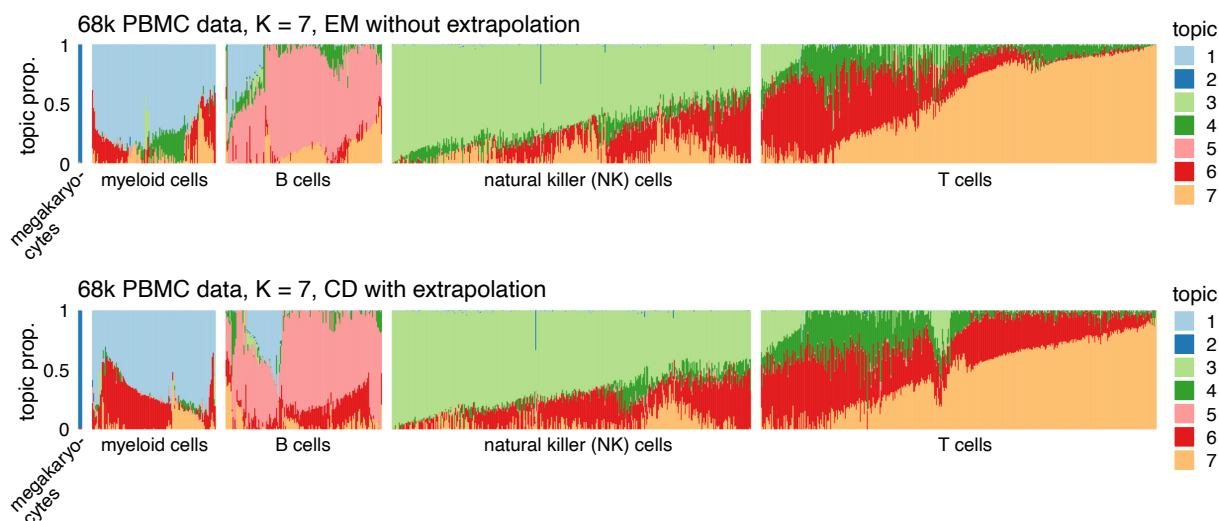 68k PBMC data, K = 7, EM without extrapolation
topic prop.
1
0.5
0
megakaryo-
cytes
myeloid cells
B cells
natural killer (NK) cells
T cells
topic
1
2
3
4
5
6
7
68k PBMC data, K = 7, CD with extrapolation
topic prop.
1
0.5
0
megakaryo-
cytes
myeloid cells
B cells
natural killer (NK) cells
T cells
topic
1
2
3
4
5
6
7